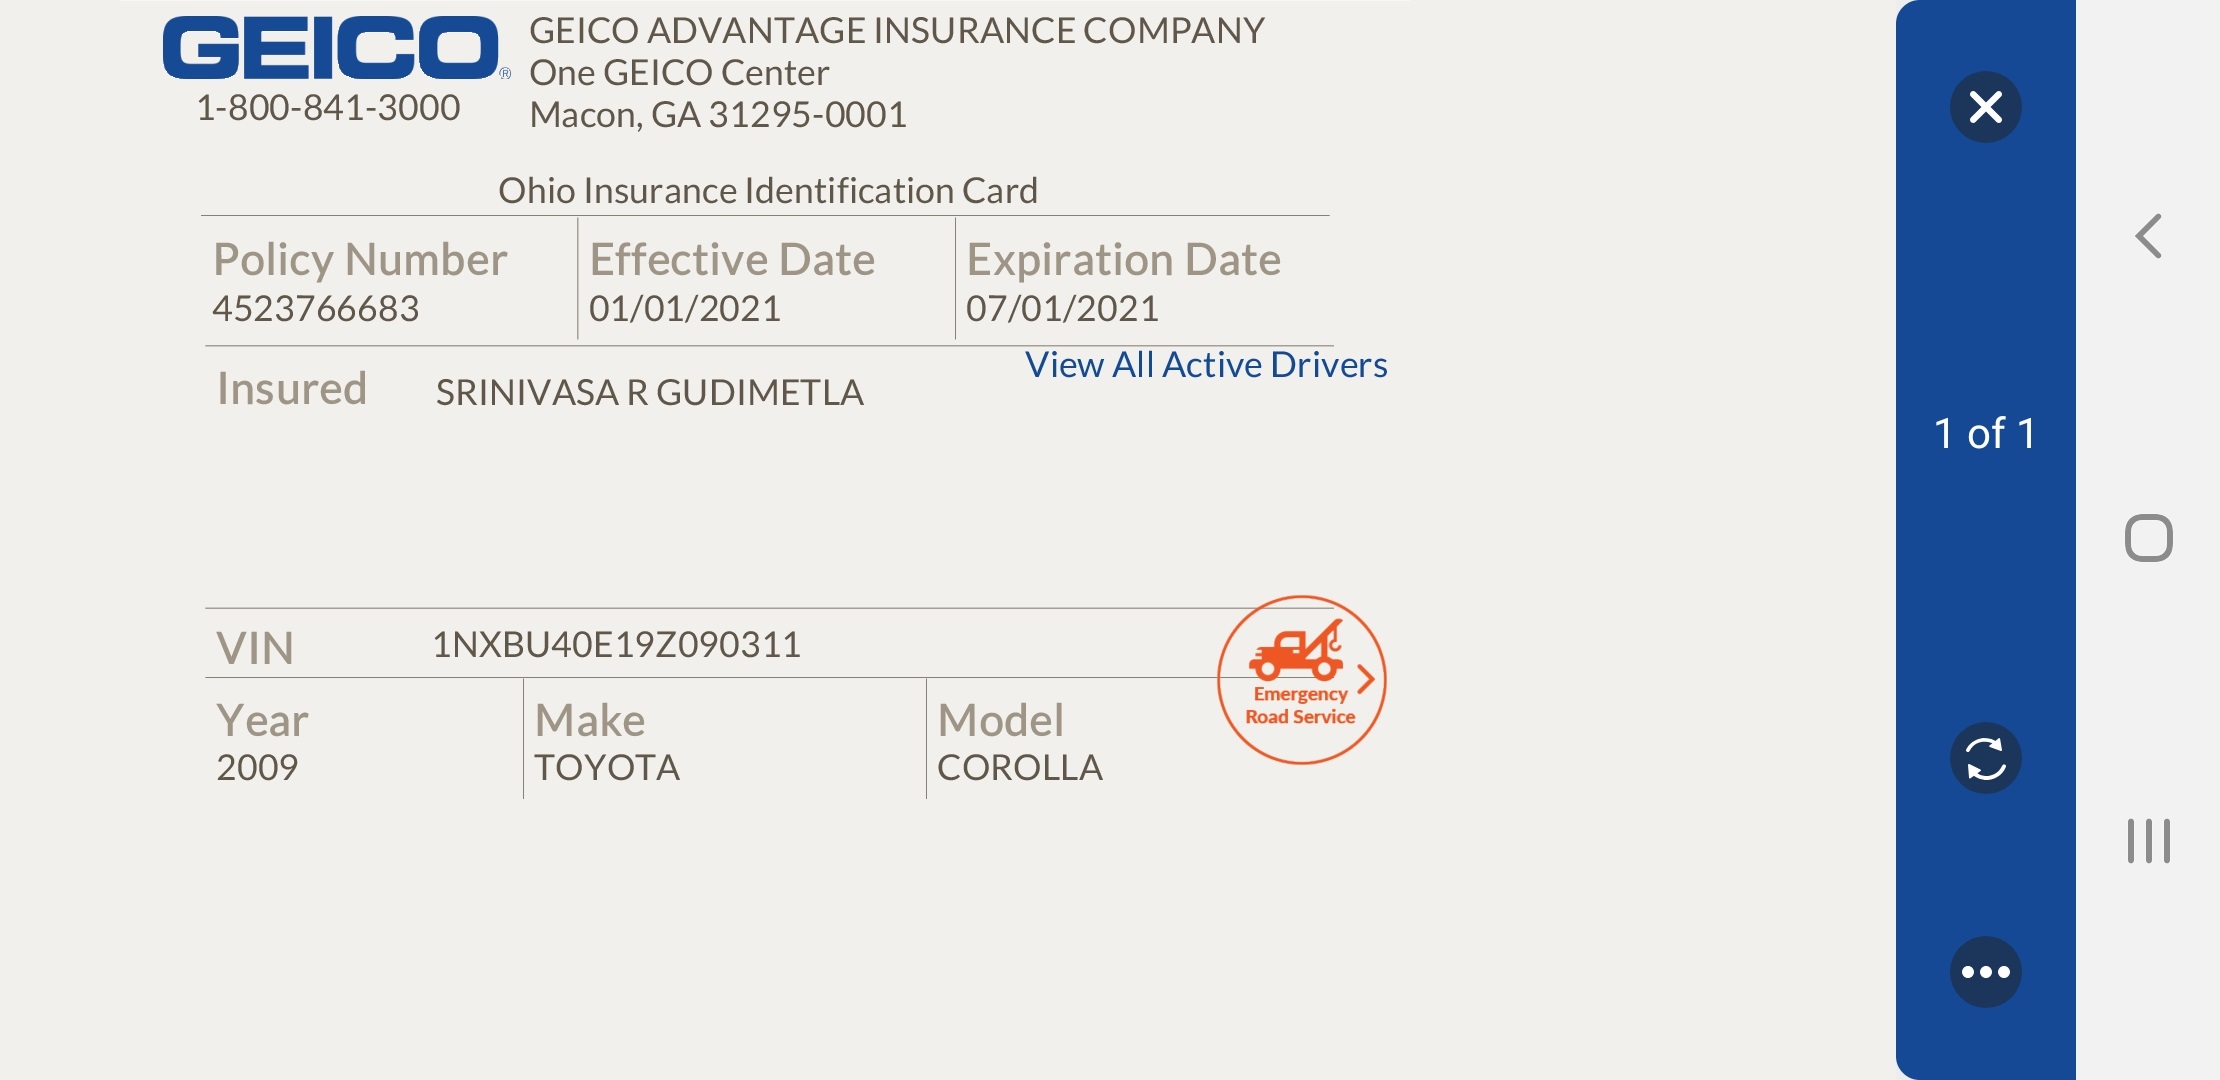 GEICO®
1-800-841-3000
GEICO ADVANTAGE INSURANCE COMPANY
One GEICO Center
Macon, GA 31295-0001
Ohio Insurance Identification Card
Policy Number
4523766683
Effective Date
01/01/2021
Expiration Date
07/01/2021
View All Active Drivers
Insured SRINIVASA R GUDIMETLA
VIN 1NXBU40E19Z090311
Year
2009
Make
TOYOTA
Model
COROLLA
Emergency
Road Service
1 of 1